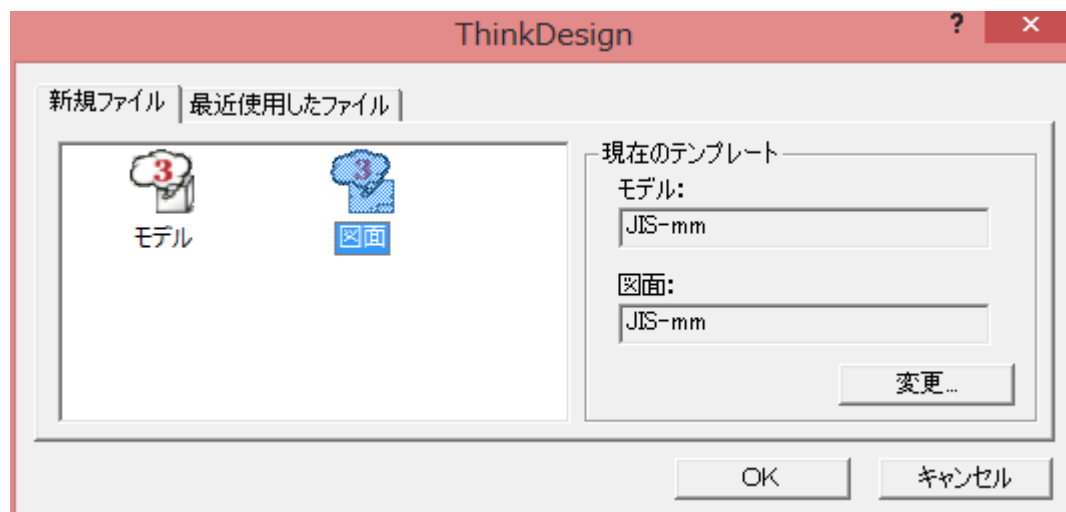 ThinkDesign
?
×
新規ファイル
最近使用したファイル
3
モデル
3
図面
現在のテンプレート
モデル:
JIS-mm
図面:
JIS-mm
変更...
OK
キャンセル